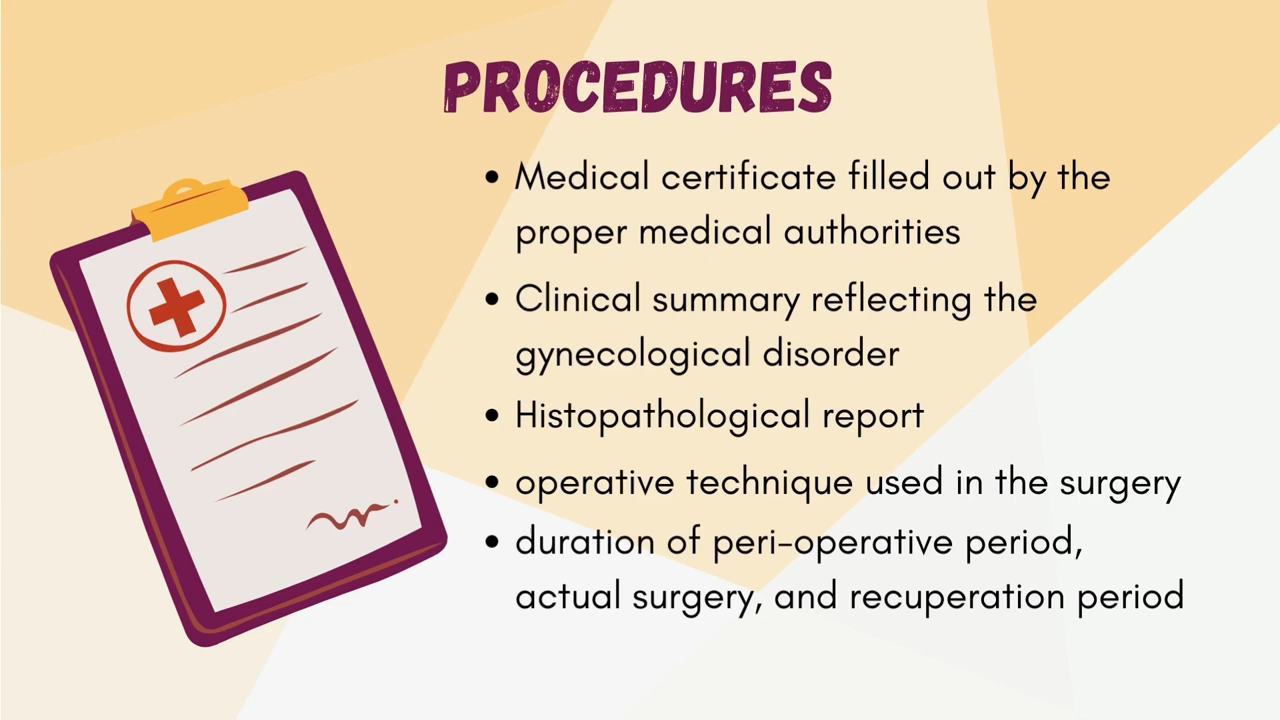 PROCEDURES
• Medical certificate filled out by the
proper medical authorities
• Clinical summary reflecting the
gynecological disorder
• Histopathological report
• operative technique used in the surgery
• duration of peri-operative period,
actual surgery, and recuperation period